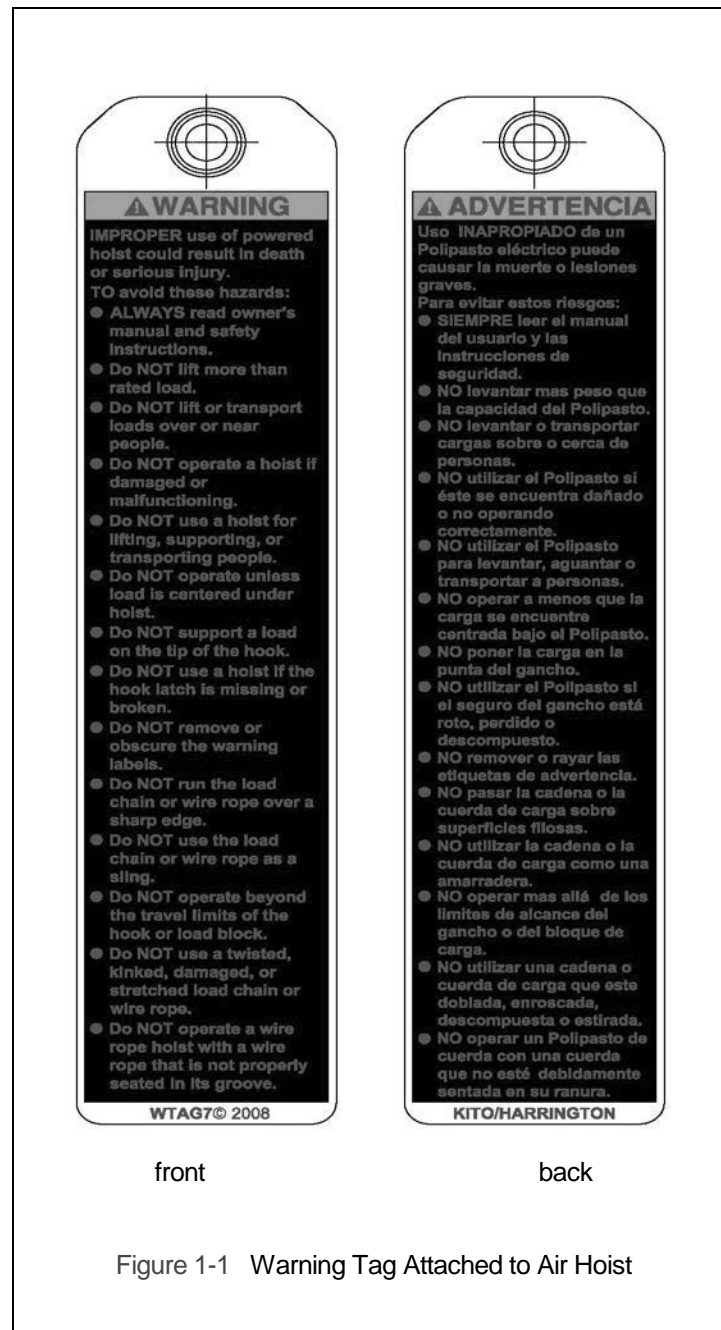 WARNING
IMPROPER use of powered
hoist could result in death
or serious injury.
TO avoid these hazards:
● ALWAYS read owner's
manual and safety
instructions.
● Do NOT lift more than
rated load.
● Do NOT lift or transport
loads over or near
people.
● Do NOT operate a hoist if
damaged or
malfunctioning.
● Do NOT use a hoist for
lifting, supporting, or
transporting people.
● Do NOT operate unless
load is centered under
hoist.
● Do NOT support a load
on the tip of the hook.
● Do NOT use a hoist if the
hook latch is missing or
broken.
● Do NOT remove or
obscure the warning
labels.
● Do NOT run the load
chain or wire rope over a
sharp edge.
● Do NOT use the load
chain or wire rope as a
sling.
● Do NOT operate beyond
the travel limits of the
hook or load block.
● Do NOT use a twisted,
kinked, damaged, or
stretched load chain or
wire rope.
● Do NOT operate a wire
rope hoist with a wire
rope that is not properly
seated in its groove.
WTAG7© 2008
front
ADVERTENCIA
Uso INAPROPIADO de un
Polipasto eléctrico puede
causar la muerte o lesiones
graves.
Para evitar estos riesgos:
● SIEMPRE leer el manual
del usuario y las
instrucciones de
seguridad.
● NO levantar mas peso que
la capacidad del Polipasto.
● NO levantar o transportar
cargas sobre o cerca de
personas.
● NO utilizar el Polipasto si
éste se encuentra dañado
o no operando
correctamente.
● NO utilizar el Polipasto
para levantar, aguantar o
transportar a personas.
● NO operar a menos que la
carga se encuentre
centrada bajo el Polipasto.
● NO poner la carga en la
punta del gancho.
● NO utilizar el Polipasto si
el seguro del gancho está
roto, perdido o
descompuesto.
● NO remover o rayar las
etiquetas de advertencia.
● NO pasar la cadena o la
cuerda de carga sobre
superficies filosas.
● NO utilizar la cadena o la
cuerda de carga como una
amarradera.
● NO operar mas allá de los
limites de alcance del
gancho o del bloque de
carga.
● NO utilizar una cadena o
cuerda de carga que este
doblada, enroscada,
descompuesta o estirada.
● NO operar un Polipasto de
cuerda con una cuerda
que no esté debidamente
sentada en su ranura.
KITO/HARRINGTON
back
Figure 1-1 Warning Tag Attached to Air Hoist